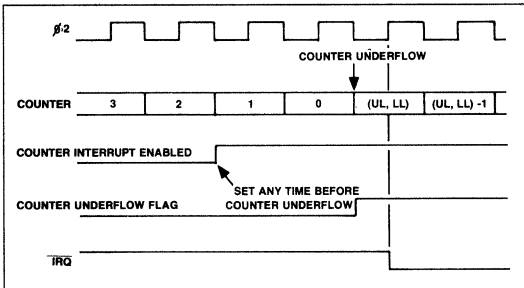 ø2
COUNTER UNDERFLOW
COUNTER 3 2 1 0 (UL, LL) (UL, LL) -1
COUNTER INTERRUPT ENABLED
SET ANY TIME BEFORE
COUNTER UNDERFLOW
COUNTER UNDERFLOW FLAG
IRQ